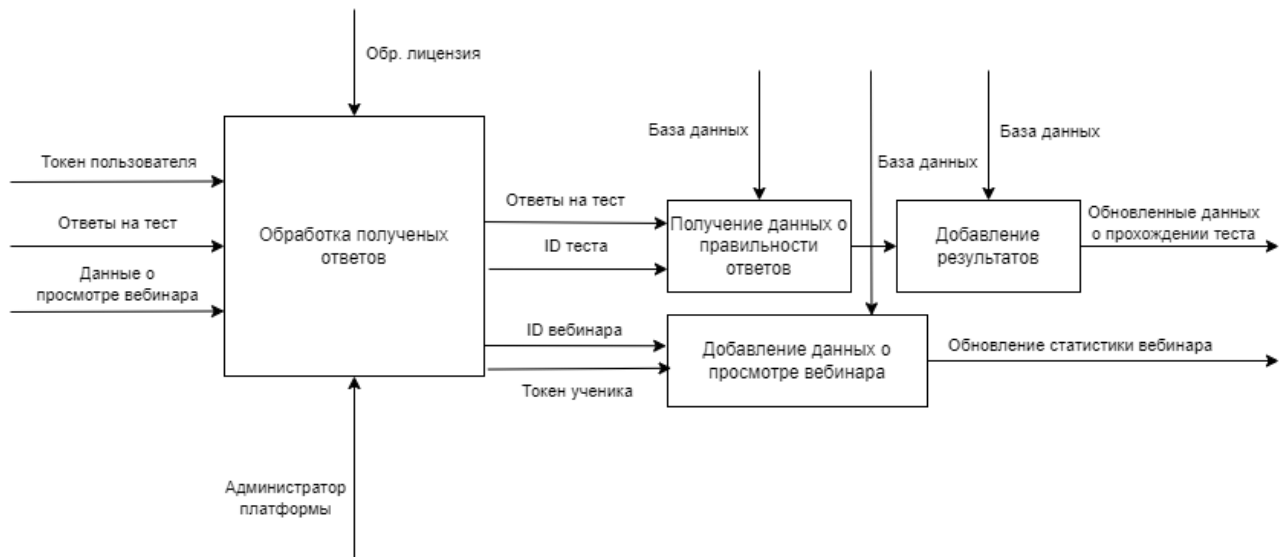 Обр. лицензия
База данных
База данных
База данных
Токен пользователя
Ответы на тест
Данные о
просмотре вебинара
Обработка полученых
ответов
Ответы на тест
ID теста
ID вебинара
Токен ученика
Получение данных о
правильности
ответов
Добавление
результатов
Обновленные данных
о прохождении теста
Добавление данных о
просмотре вебинара
Обновление статистики вебинара
Администратор
платформы